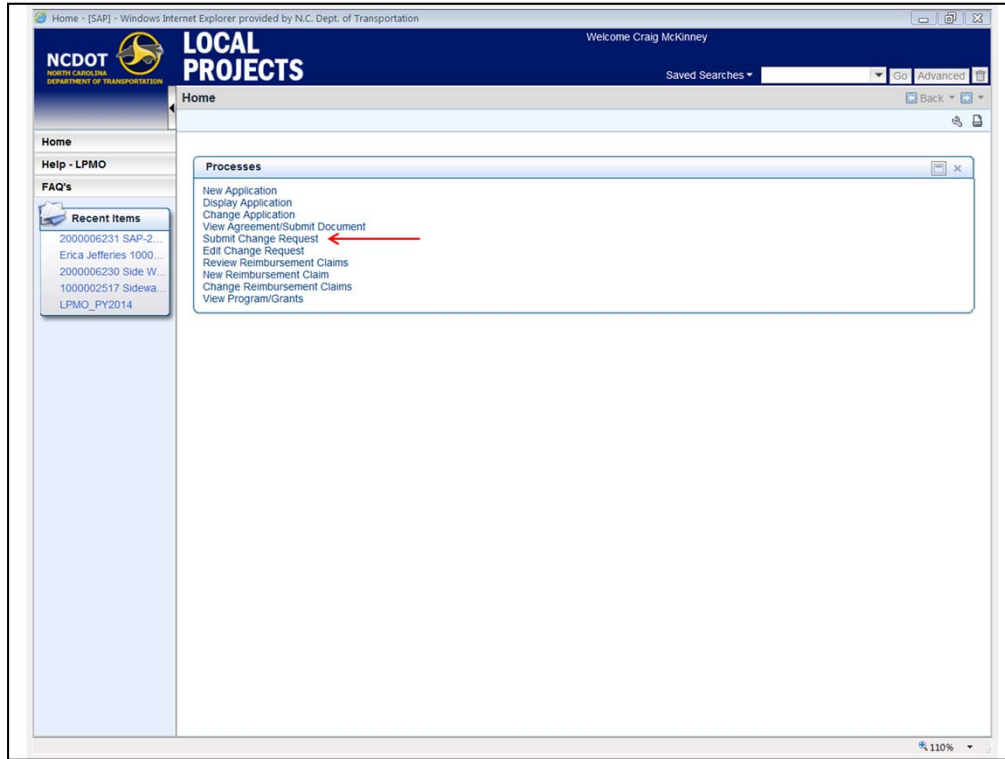 Home - [SAP] - Windows Internet Explorer provided by N.C. Dept. of Transportation
NCDOT
NORTH CAROLINA
DEPARTMENT OF TRANSPORTATION
LOCAL
PROJECTS
Welcome Craig McKinney
Saved Searches
Go Advanced
Home
Back
Home
Help - LPMO
FAQ's
Recent Items
2000006231 SAP-2...
Erica Jefferies 1000...
2000006230 Side W...
1000002517 Sidewa...
LPMO_PY2014
Processes
New Application
Display Application
Change Application
View Agreement/Submit Document
Submit Change Request
Edit Change Request
Review Reimbursement Claims
New Reimbursement Claim
Change Reimbursement Claims
View Program/Grants
110%